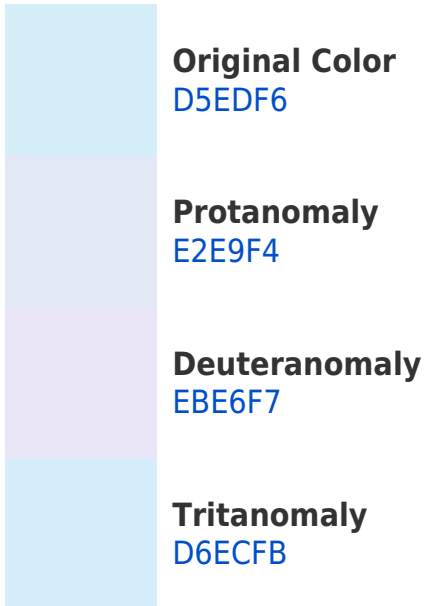 Original Color
D5EDF6
Protanomaly
E2E9F4
Deuteranomaly
EBE6F7
Tritanomaly
D6ECFB